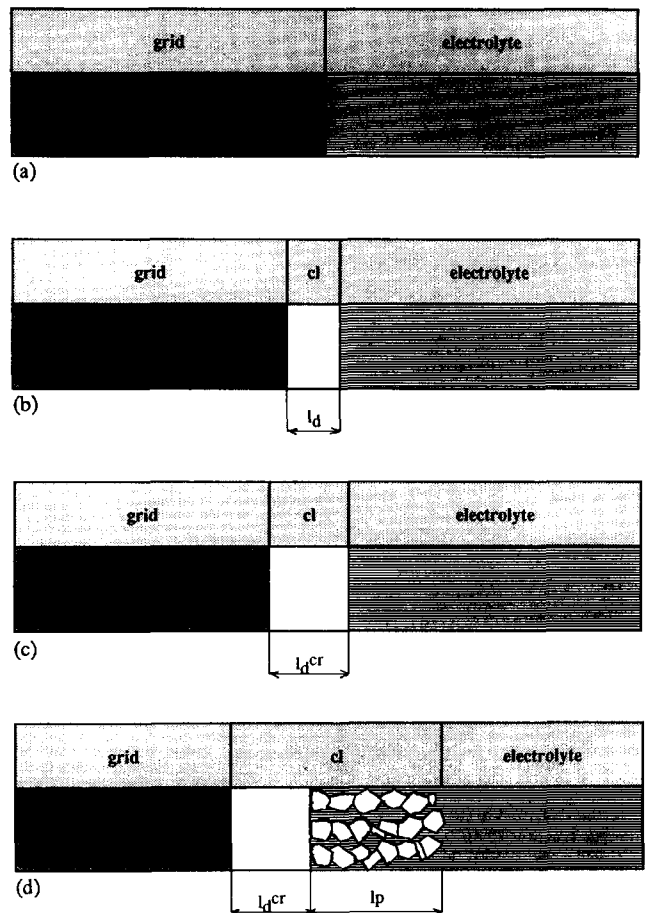 grid electrolyte
(a)
grid cl electrolyte
(b)
l_d
grid cl electrolyte
(c)
l_d^cr
grid cl electrolyte
(d)
l_d^cr lp